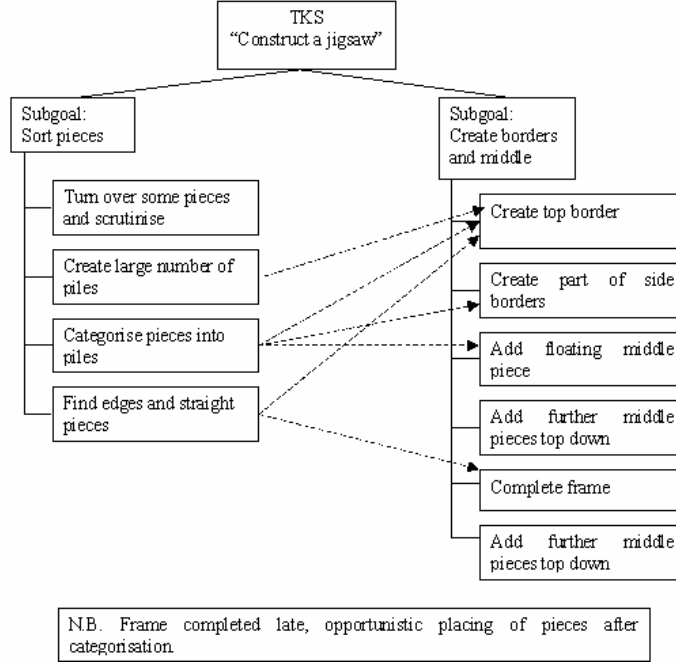 TKS
“Construct a jigsaw”
Subgoal:
Sort pieces
Turn over some pieces
and scrutinise
Create large number of
piles
Categorise pieces into
piles
Find edges and straight
pieces
Subgoal:
Create borders
and middle
Create top border
Create part of side
borders
Add floating middle
piece
Add further middle
pieces top down
Complete frame
Add further middle
pieces top down
N.B. Frame completed late, opportunistic placing of pieces after
categorisation.